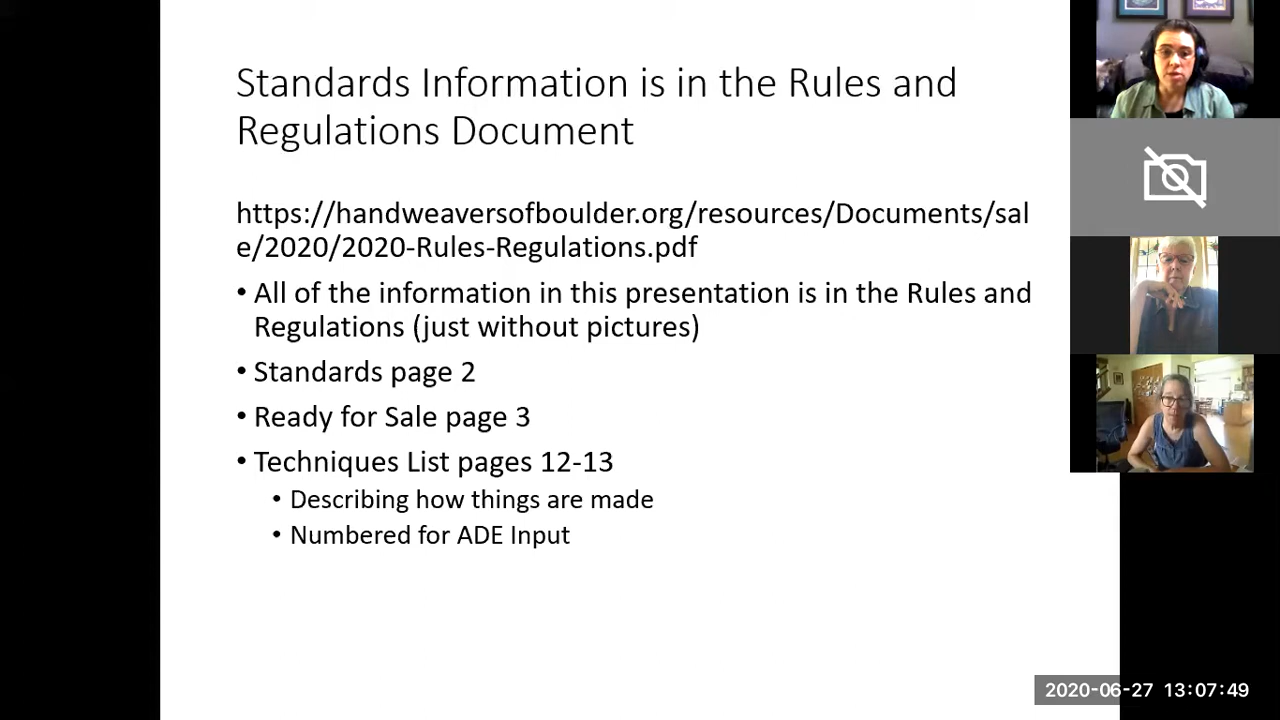 Standards Information is in the Rules and
Regulations Document
https://handweaversofboulder.org/resources/Documents/sal
e/2020/2020-Rules-Regulations.pdf
• All of the information in this presentation is in the Rules and
Regulations (just without pictures)
• Standards page 2
• Ready for Sale page 3
• Techniques List pages 12-13
• Describing how things are made
• Numbered for ADE Input
2020-06-27 13:07:49